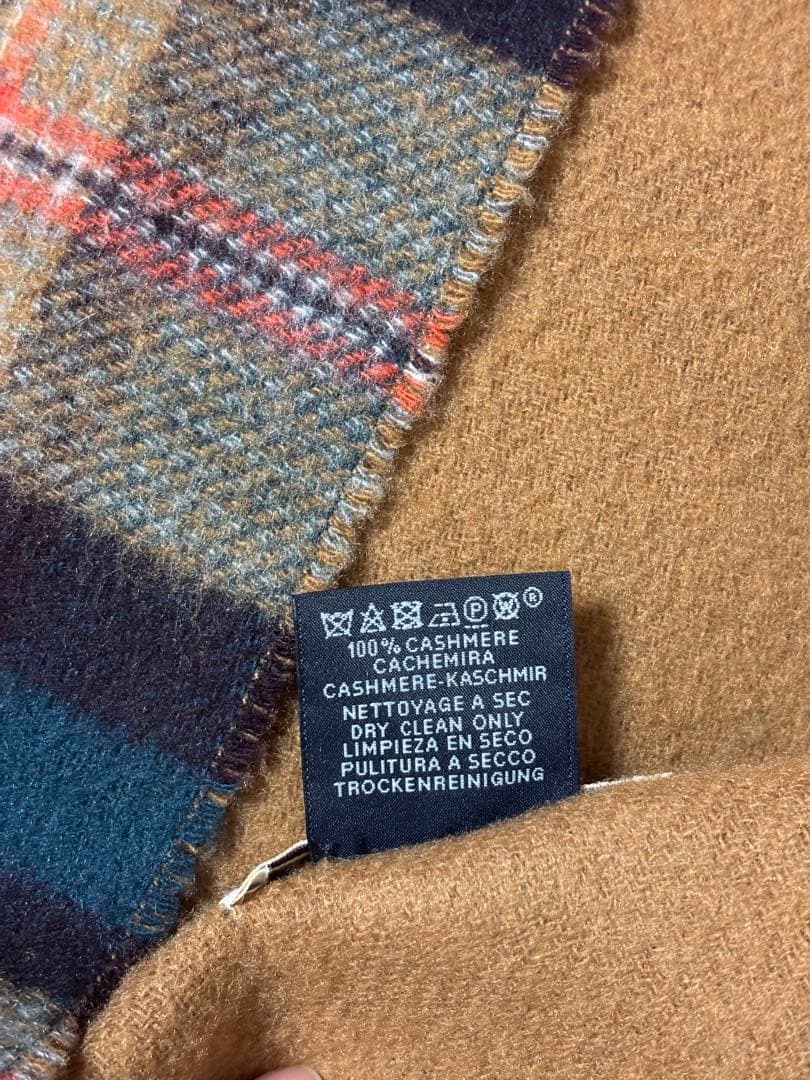 P W ®
100% CASHMERE
CACHEMIRA
CASHMERE-KASCHMIR
NETTOYAGE A SEC
DRY CLEAN ONLY
LIMPIEZA EN SECO
PULITURA A SECCO
TROCKENREINIGUNG